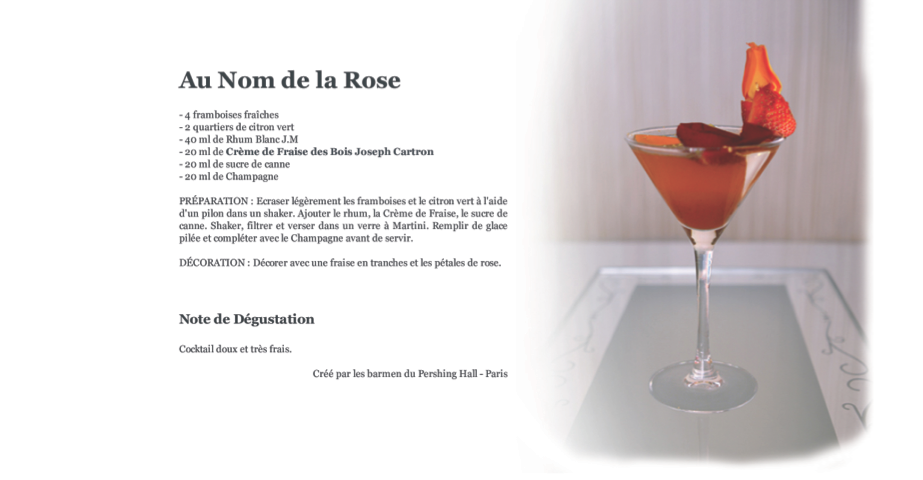 Au Nom de la Rose
- 4 framboises fraîches
- 2 quartiers de citron vert
- 40 ml de Rhum Blanc J.M
- 20 ml de Crème de Fraise des Bois Joseph Cartron
- 20 ml de sucre de canne
- 20 ml de Champagne
PRÉPARATION : Ecraser légèrement les framboises et le citron vert à l'aide
d'un pilon dans un shaker. Ajouter le rhum, la Crème de Fraise, le sucre de
canne. Shaker, filtrer et verser dans un verre à Martini. Remplir de glace
pilée et compléter avec le Champagne avant de servir.
DÉCORATION : Décorer avec une fraise en tranches et les pétales de rose.
Note de Dégustation
Cocktail doux et très frais.
Créé par les barmen du Pershing Hall - Paris